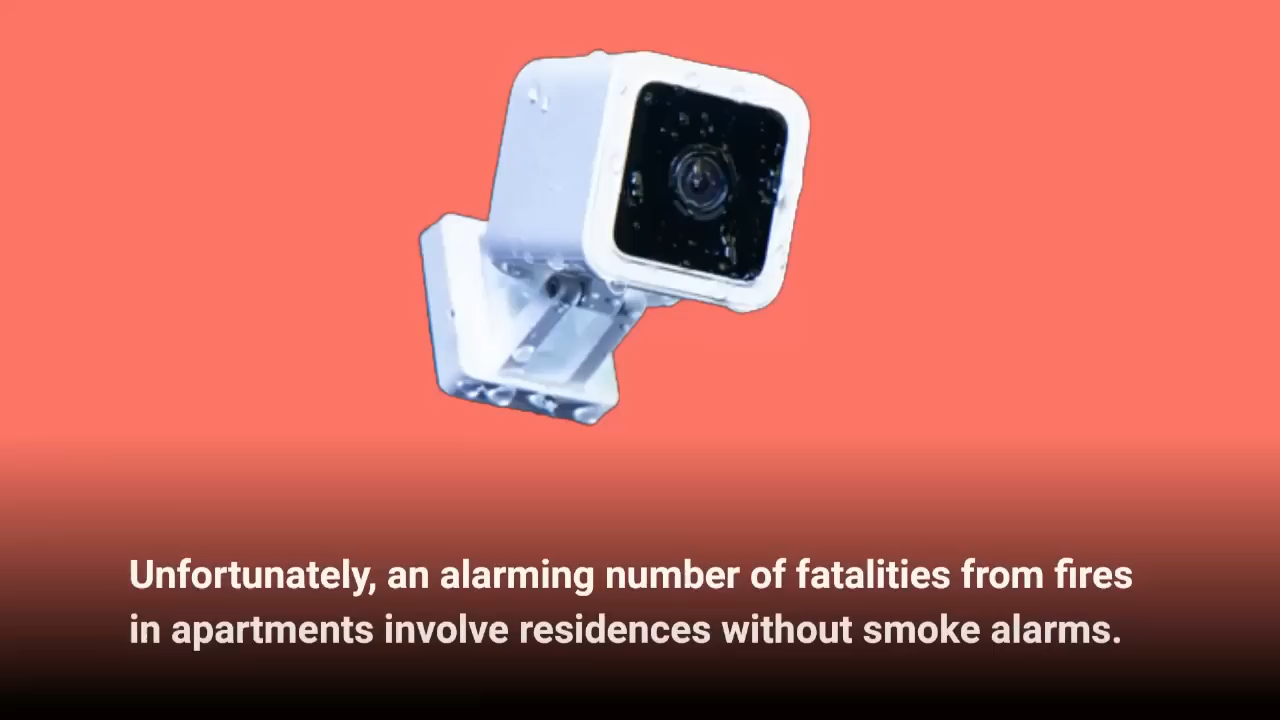 Unfortunately, an alarming number of fatalities from fires
in apartments involve residences without smoke alarms.